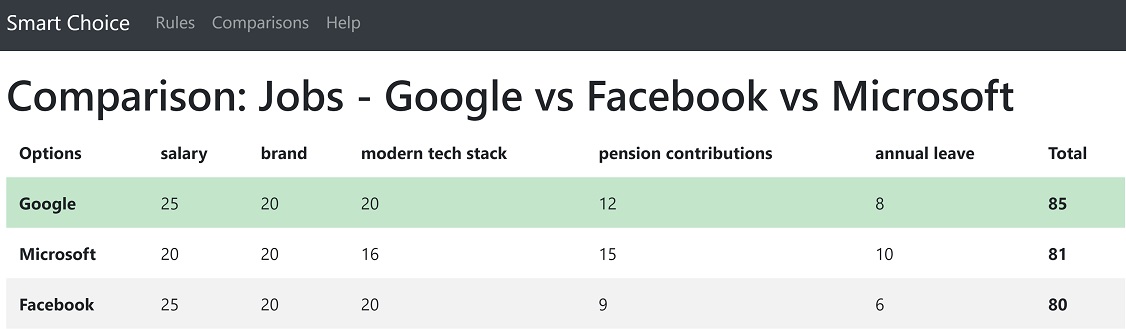 Smart Choice Rules Comparisons Help
Comparison: Jobs - Google vs Facebook vs Microsoft
Options salary brand modern tech stack pension contributions annual leave Total
Google 25 20 20 12 8 85
Microsoft 20 20 16 15 10 81
Facebook 25 20 20 9 6 80